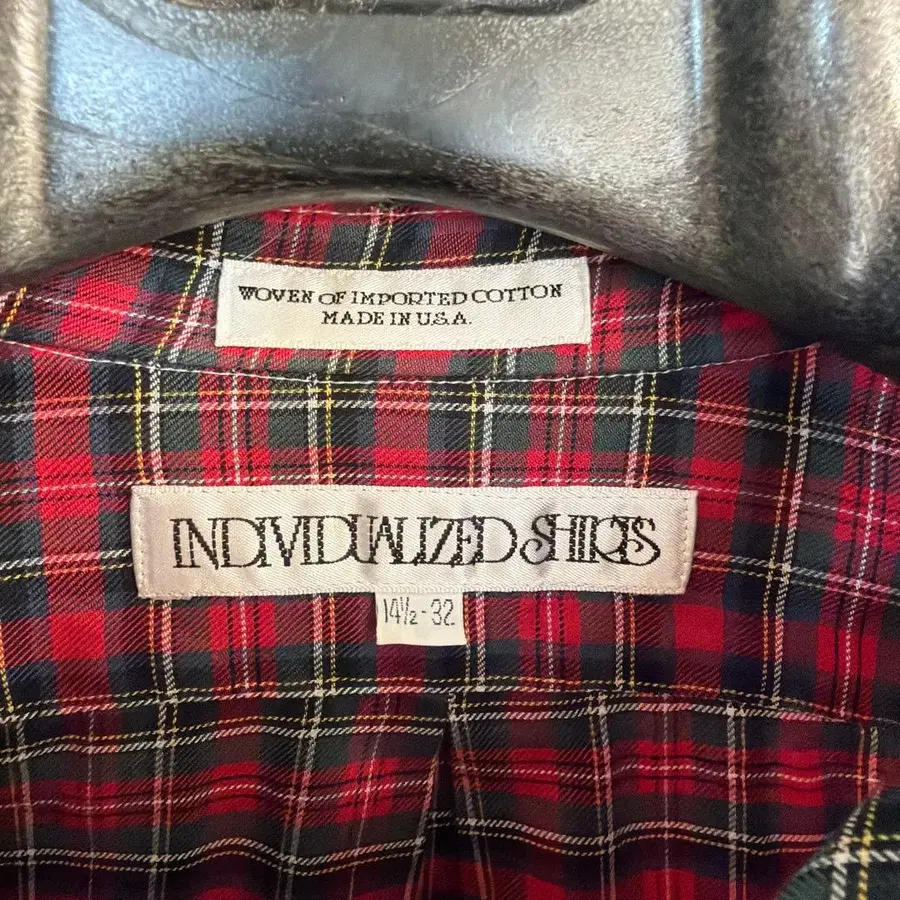 WOVEN OF IMPORTED COTTON
MADE IN U.S.A.
INDIVIDUALIZED SHIRTS
14½-32